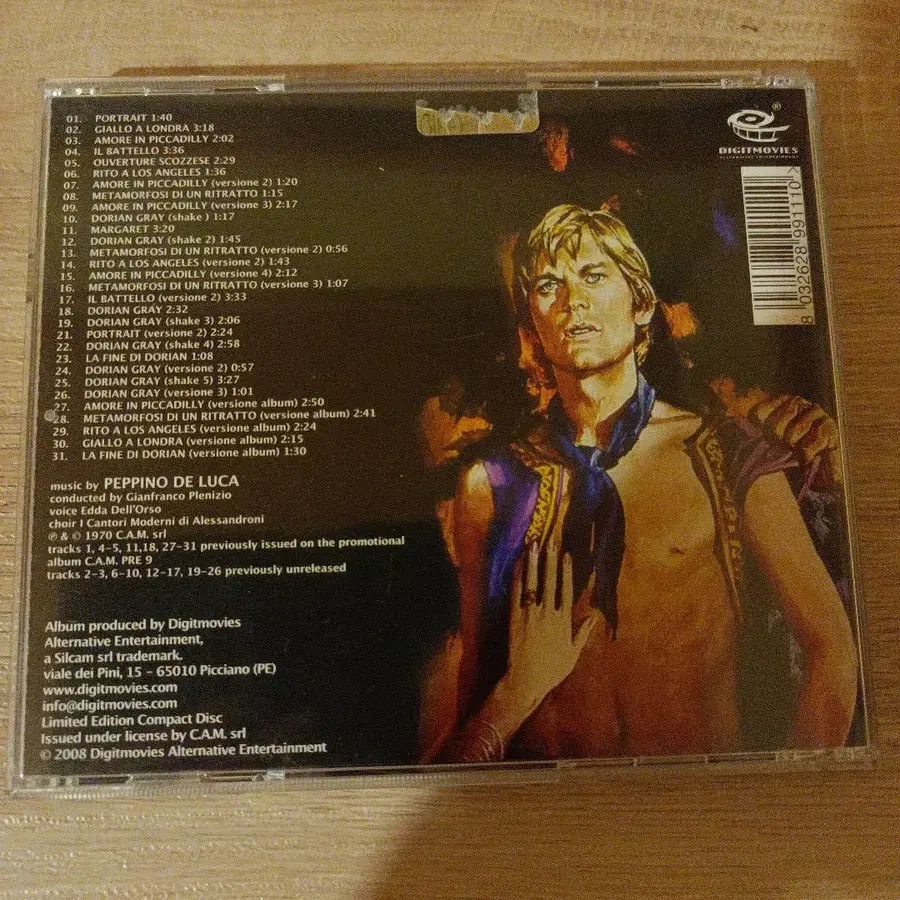 01. PORTRAIT 1:40
02. GIALLO A LONDRA 3:18
03. AMORE IN PICCADILLY 2:02
04. IL BATTELLO 3:36
05. OUVERTURE SCOZZESE 2:29
06. RITO A LOS ANGELES 1:36
07. AMORE IN PICCADILLY (versione 2) 1:20
08. METAMORFOSI DI UN RITRATTO 1:15
09. AMORE IN PICCADILLY (versione 3) 2:17
10. DORIAN GRAY (shake ) 1:17
11. MARGARET 3:20
12. DORIAN GRAY (shake 2) 1:45
13. METAMORFOSI DI UN RITRATTO (versione 2) 0:56
14. RITO A LOS ANGELES (versione 2) 1:43
15. AMORE IN PICCADILLY (versione 4) 2:12
16. METAMORFOSI DI UN RITRATTO (versione 3) 1:07
17. IL BATTELLO (versione 2) 3:33
18. DORIAN GRAY 2:32
19. DORIAN GRAY (shake 3) 2:06
21. PORTRAIT (versione 2) 2:24
22. DORIAN GRAY (shake 4) 2:58
23. LA FINE DI DORIAN 1:08
24. DORIAN GRAY (versione 2) 0:57
25. DORIAN GRAY (shake 5) 3:27
26. DORIAN GRAY (versione 3) 1:01
27. AMORE IN PICCADILLY (versione album) 2:50
28. METAMORFOSI DI UN RITRATTO (versione album) 2:41
29. RITO A LOS ANGELES (versione album) 2:24
30. GIALLO A LONDRA (versione album) 2:15
31. LA FINE DI DORIAN (versione album) 1:30
music by PEPPINO DE LUCA
conducted by Gianfranco Plenizio
voice Edda Dell'Orso
choir I Cantori Moderni di Alessandroni
℗ & © 1970 C.A.M. srl
tracks 1, 4-5, 11,18, 27-31 previously issued on the promotional
album C.A.M. PRE 9
tracks 2-3, 6-10, 12-17, 19-26 previously unreleased
Album produced by Digitmovies
Alternative Entertainment,
a Silcam srl trademark.
viale dei Pini, 15 - 65010 Picciano (PE)
www.digitmovies.com
info@digitmovies.com
Limited Edition Compact Disc
Issued under license by C.A.M. srl
© 2008 Digitmovies Alternative Entertainment
®
DIGITMOVIES
ALTERNATIVE ENTERTAINMENT
8 032628 991110 >